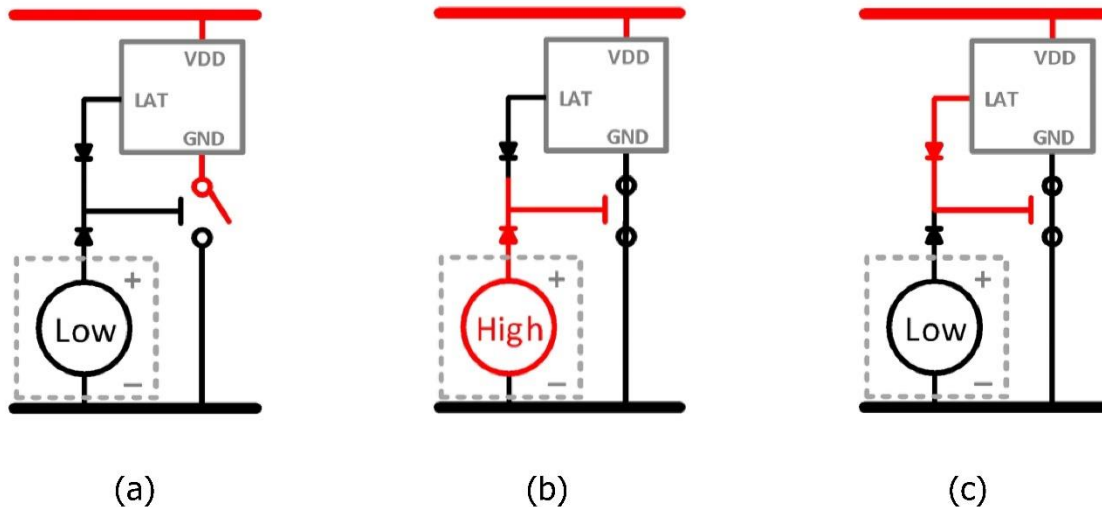 VDD
LAT
GND
+
Low
−
(a)
VDD
LAT
GND
+
High
−
(b)
VDD
LAT
GND
+
Low
−
(c)